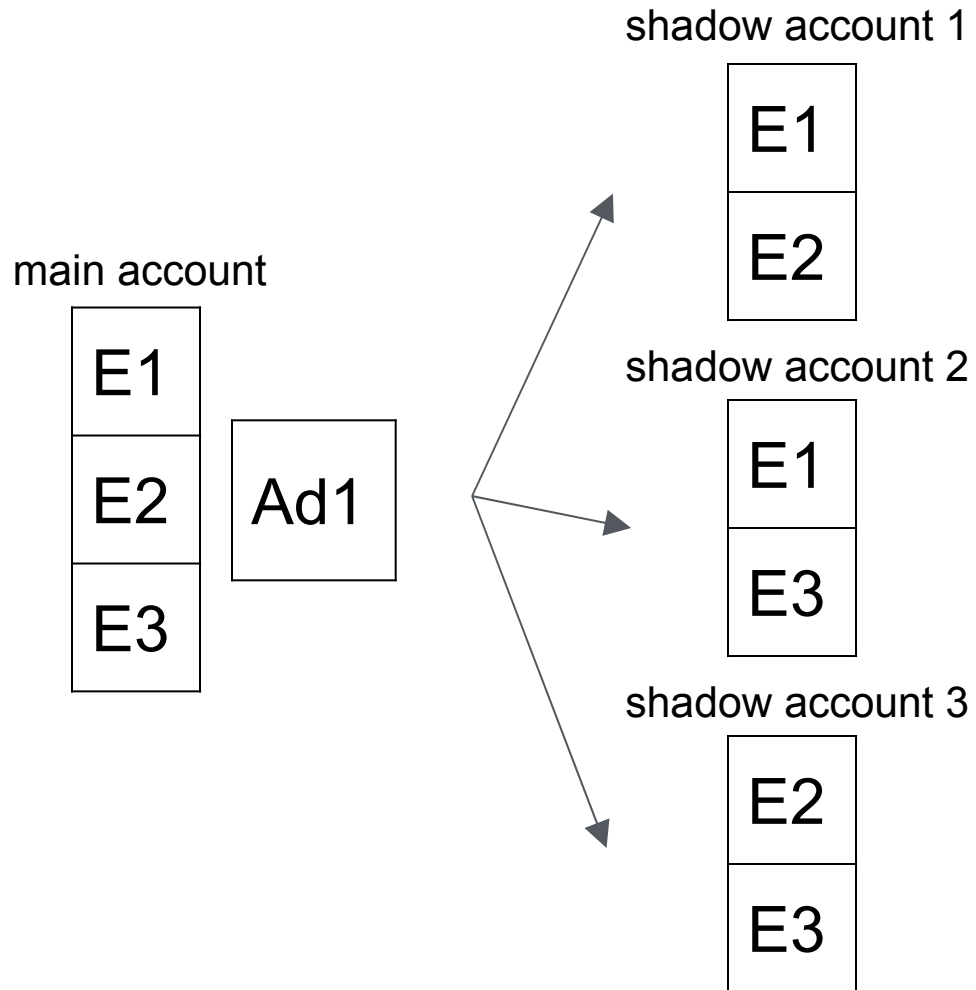 main account
E1
E2
E3
Ad1
shadow account 1
E1
E2
shadow account 2
E1
E3
shadow account 3
E2
E3